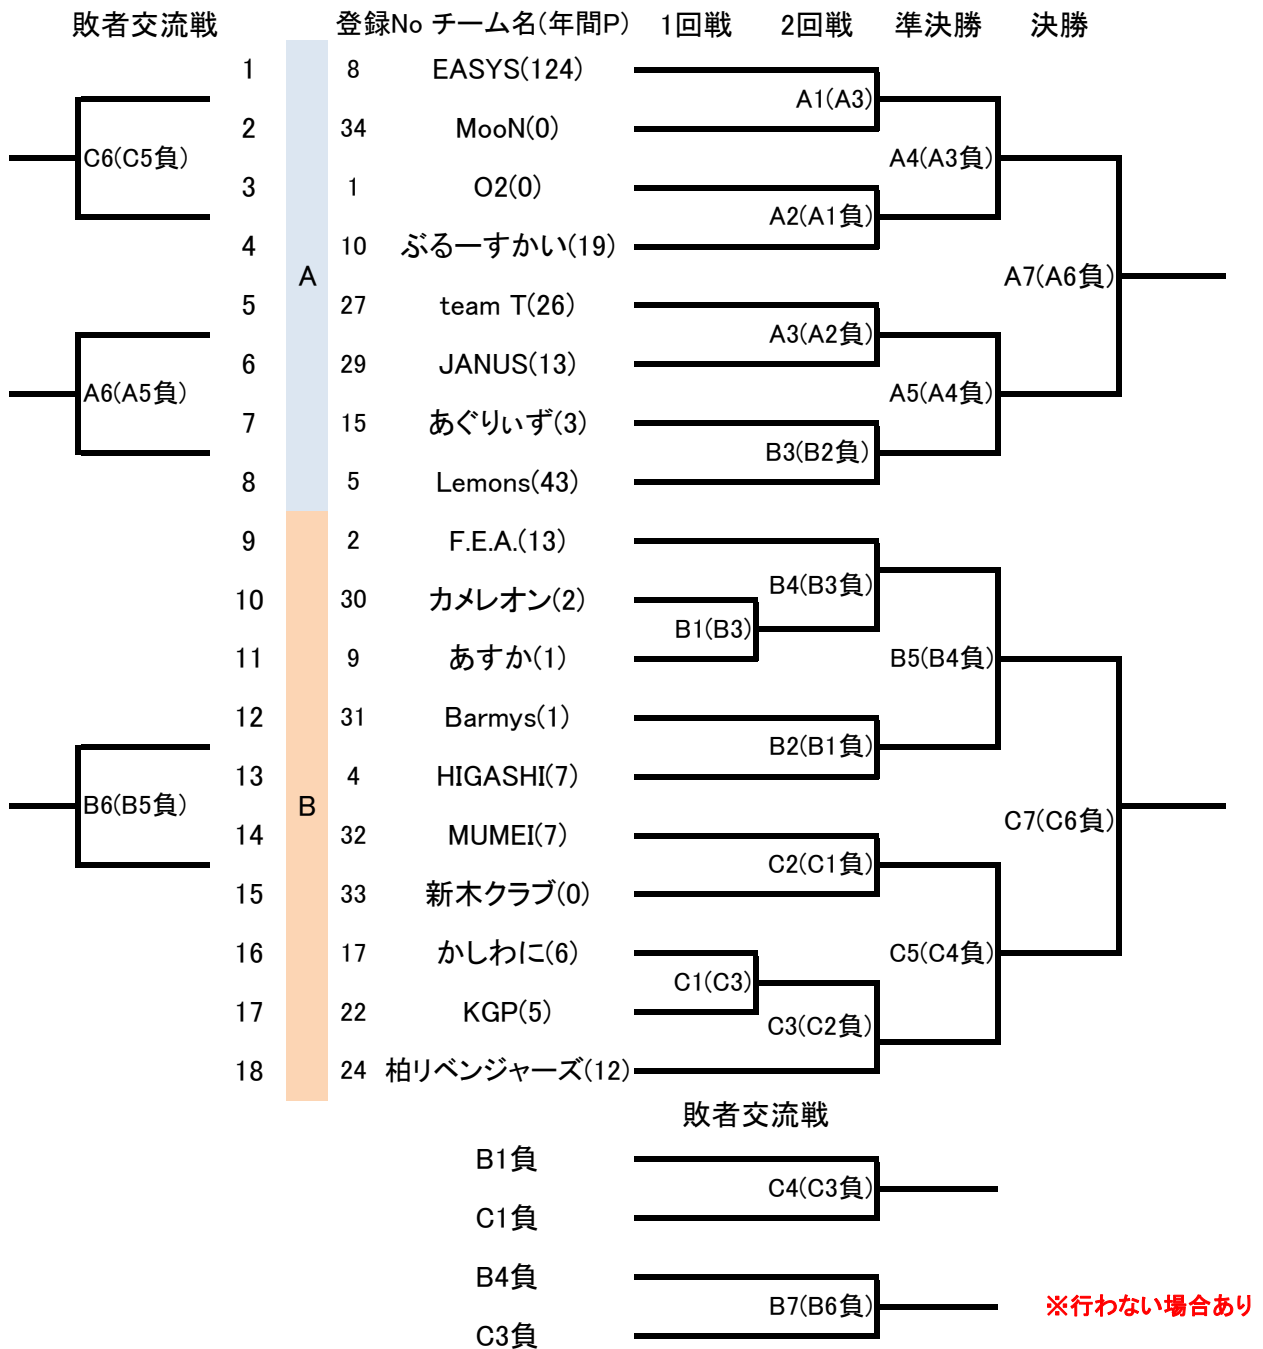 敗者交流戦 登録No チーム名(年間P) 1回戦 2回戦 準決勝 決勝
1 8 EASYS(124)
A1(A3)
2 34 MooN(0)
C6(C5負) A4(A3負)
3 1 O2(0)
A2(A1負)
4 10 ぶるーすかい(19)
A A7(A6負)
5 27 team T(26)
A3(A2負)
6 29 JANUS(13)
A6(A5負) A5(A4負)
7 15 あぐりぃず(3)
B3(B2負)
8 5 Lemons(43)
9 2 F.E.A.(13)
B4(B3負)
10 30 カメレオン(2)
B1(B3)
11 9 あすか(1) B5(B4負)
12 31 Barmys(1)
B2(B1負)
13 4 HIGASHI(7)
B6(B5負) B C7(C6負)
14 32 MUMEI(7)
C2(C1負)
15 33 新木クラブ(0)
16 17 かしわに(6) C5(C4負)
C1(C3)
17 22 KGP(5)
C3(C2負)
18 24 柏リベンジャーズ(12)
敗者交流戦
B1負
C4(C3負)
C1負
B4負
B7(B6負) ※行わない場合あり
C3負